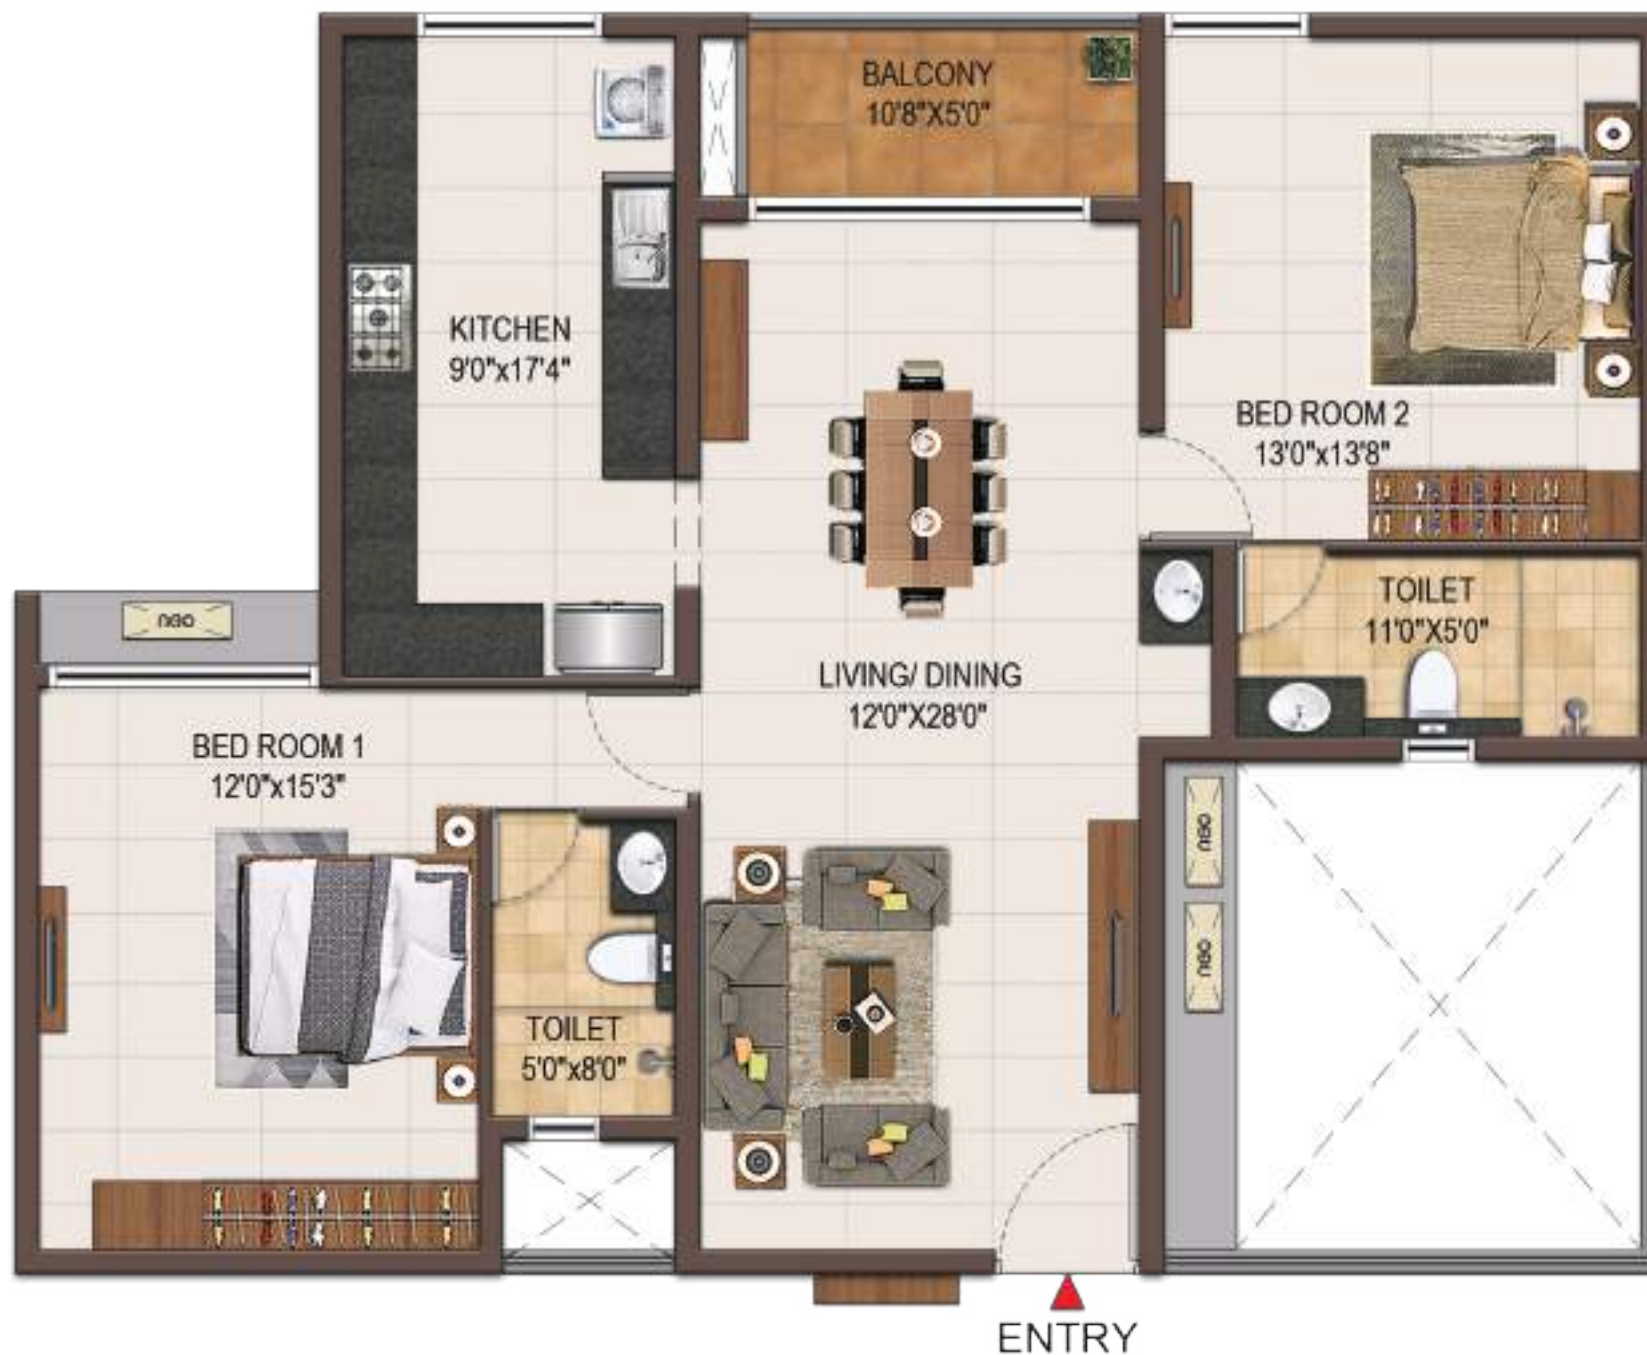 BALCONY
10'8"X5'0"
KITCHEN
9'0"x17'4"
BED ROOM 2
13'0"x13'8"
TOILET
11'0"X5'0"
LIVING/ DINING
12'0"X28'0"
BED ROOM 1
12'0"x15'3"
TOILET
5'0"x8'0"
ENTRY